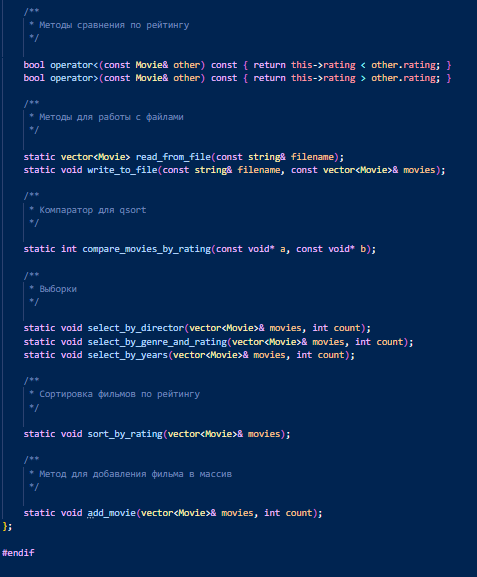 /**
 * Методы сравнения по рейтингу
 */
bool operator<(const Movie& other) const { return this->rating < other.rating; }
bool operator>(const Movie& other) const { return this->rating > other.rating; }
/**
 * Методы для работы с файлами
 */
static vector<Movie> read_from_file(const string& filename);
static void write_to_file(const string& filename, const vector<Movie>& movies);
/**
 * Компаратор для qsort
 */
static int compare_movies_by_rating(const void* a, const void* b);
/**
 * Выборки
 */
static void select_by_director(vector<Movie>& movies, int count);
static void select_by_genre_and_rating(vector<Movie>& movies, int count);
static void select_by_years(vector<Movie>& movies, int count);
/**
 * Сортировка фильмов по рейтингу
 */
static void sort_by_rating(vector<Movie>& movies);
/**
 * Метод для добавления фильма в массив
 */
static void add_movie(vector<Movie>& movies, int count);
};
#endif